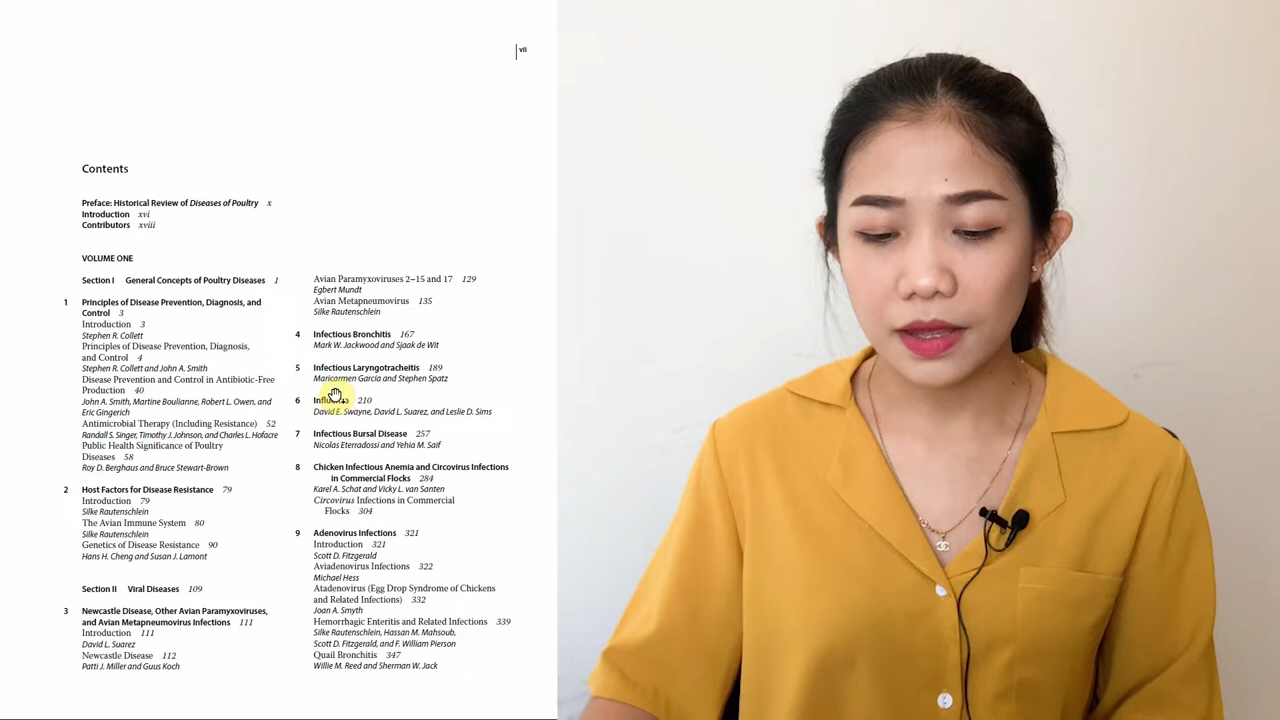 vii
Contents
Preface: Historical Review of Diseases of Poultry x
Introduction xvi
Contributors xviii
VOLUME ONE
Section I General Concepts of Poultry Diseases 1
1 Principles of Disease Prevention, Diagnosis, and
Control 3
Introduction 3
Stephen R. Collett
Principles of Disease Prevention, Diagnosis,
and Control 4
Stephen R. Collett and John A. Smith
Disease Prevention and Control in Antibiotic-Free
Production 40
John A. Smith, Martine Boulianne, Robert L. Owen, and
Eric Gingerich
Antimicrobial Therapy (Including Resistance) 52
Randall S. Singer, Timothy J. Johnson, and Charles L. Hofacre
Public Health Significance of Poultry
Diseases 58
Roy D. Berghaus and Bruce Stewart-Brown
2 Host Factors for Disease Resistance 79
Introduction 79
Silke Rautenschlein
The Avian Immune System 80
Silke Rautenschlein
Genetics of Disease Resistance 90
Hans H. Cheng and Susan J. Lamont
Section II Viral Diseases 109
3 Newcastle Disease, Other Avian Paramyxoviruses,
and Avian Metapneumovirus Infections 111
Introduction 111
David L. Suarez
Newcastle Disease 112
Patti J. Miller and Guus Koch
Avian Paramyxoviruses 2–15 and 17 129
Egbert Mundt
Avian Metapneumovirus 135
Silke Rautenschlein
4 Infectious Bronchitis 167
Mark W. Jackwood and Sjaak de Wit
5 Infectious Laryngotracheitis 189
Maricarmen García and Stephen Spatz
6 Influenza 210
David E. Swayne, David L. Suarez, and Leslie D. Sims
7 Infectious Bursal Disease 257
Nicolas Eterradossi and Yehia M. Saif
8 Chicken Infectious Anemia and Circovirus Infections
in Commercial Flocks 284
Karel A. Schat and Vicky L. van Santen
Circovirus Infections in Commercial
Flocks 304
9 Adenovirus Infections 321
Introduction 321
Scott D. Fitzgerald
Aviadenovirus Infections 322
Michael Hess
Atadenovirus (Egg Drop Syndrome of Chickens
and Related Infections) 332
Joan A. Smyth
Hemorrhagic Enteritis and Related Infections 339
Silke Rautenschlein, Hassan M. Mahsoub,
Scott D. Fitzgerald, and F. William Pierson
Quail Bronchitis 347
Willie M. Reed and Sherman W. Jack